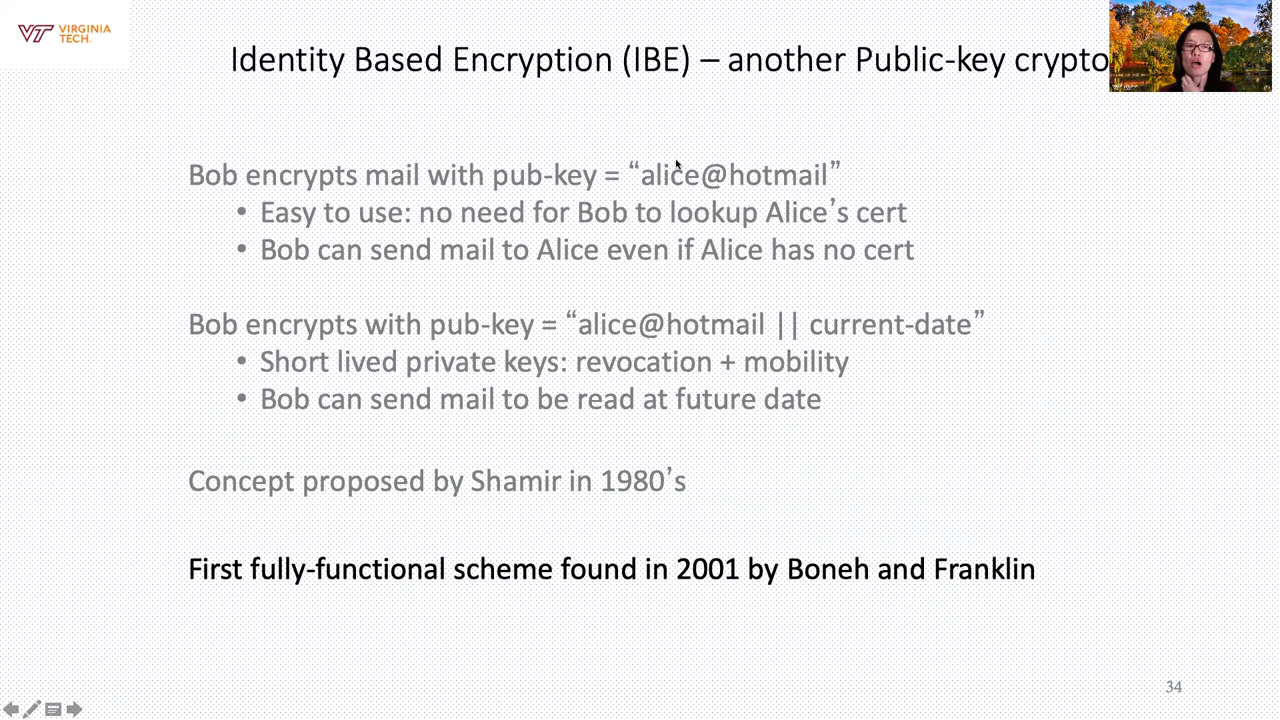 VT VIRGINIA
TECH.
Identity Based Encryption (IBE) – another Public-key crypto
Bob encrypts mail with pub-key = “alice@hotmail”
• Easy to use: no need for Bob to lookup Alice’s cert
• Bob can send mail to Alice even if Alice has no cert
Bob encrypts with pub-key = “alice@hotmail || current-date”
• Short lived private keys: revocation + mobility
• Bob can send mail to be read at future date
Concept proposed by Shamir in 1980’s
First fully-functional scheme found in 2001 by Boneh and Franklin
34